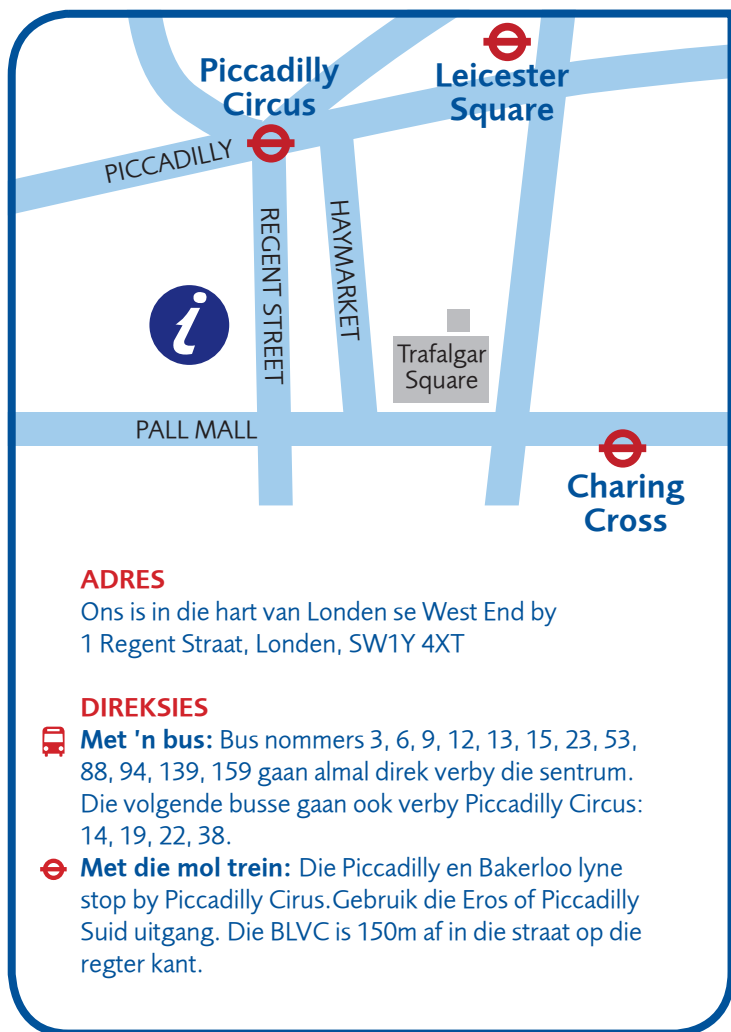 Piccadilly
Circus
Leicester
Square
PICCADILLY
REGENT STREET
HAYMARKET
i
Trafalgar
Square
PALL MALL
Charing
Cross
ADRES
Ons is in die hart van Londen se West End by
1 Regent Straat, Londen, SW1Y 4XT
DIREKSIES
Met 'n bus: Bus nommers 3, 6, 9, 12, 13, 15, 23, 53,
88, 94, 139, 159 gaan almal direk verby die sentrum.
Die volgende busse gaan ook verby Piccadilly Circus:
14, 19, 22, 38.
Met die mol trein: Die Piccadilly en Bakerloo lyne
stop by Piccadilly Cirus.Gebruik die Eros of Piccadilly
Suid uitgang. Die BLVC is 150m af in die straat op die
regter kant.